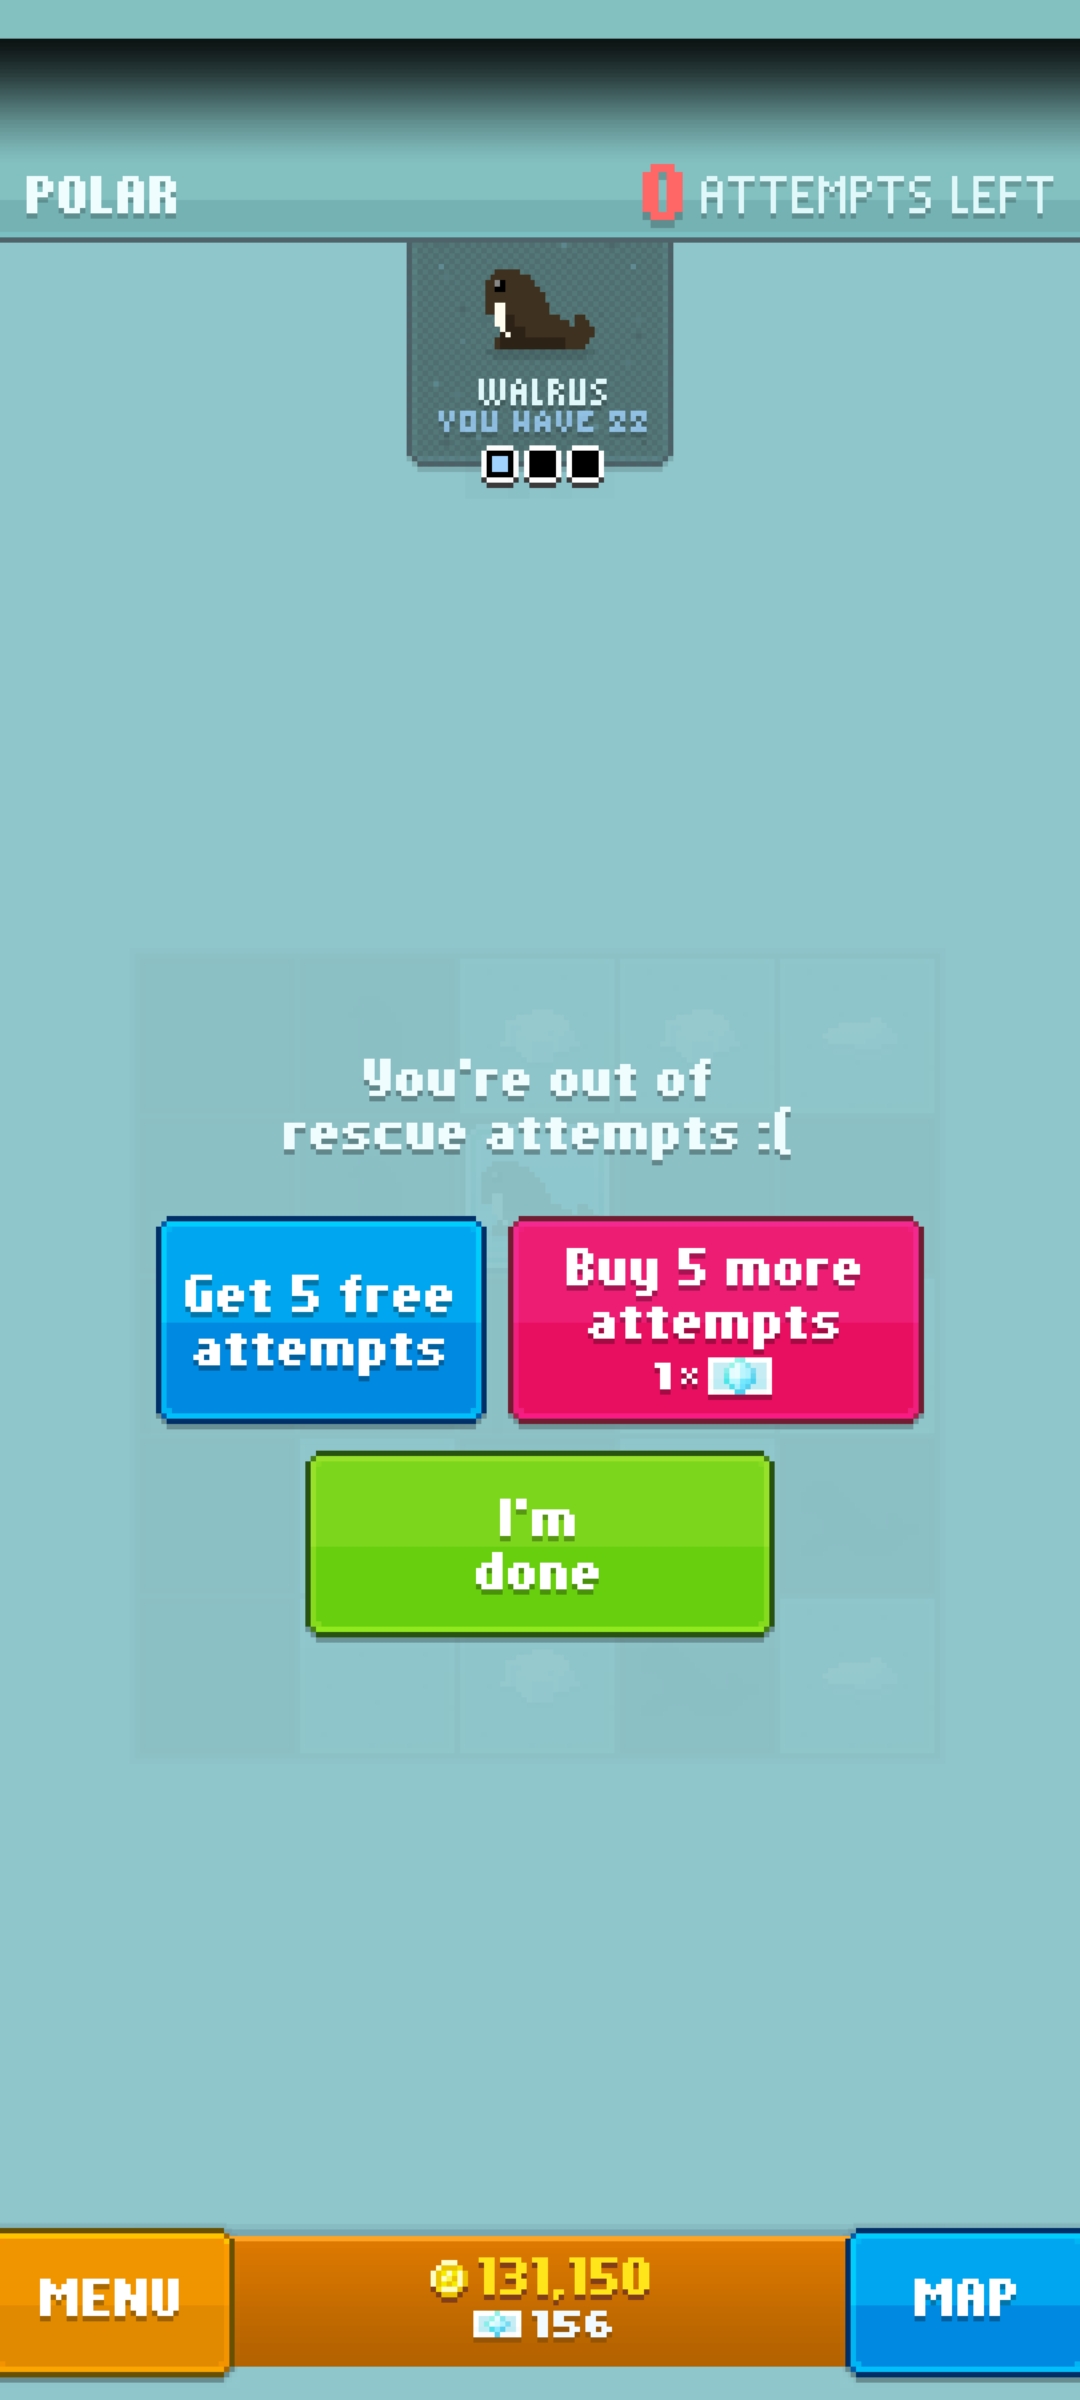 POLAR
0 ATTEMPTS LEFT
WALRUS
YOU HAVE 22
You're out of
rescue attempts :(
Get 5 free
attempts
Buy 5 more
attempts
1×
I'm
done
MENU
131,150
156
MAP